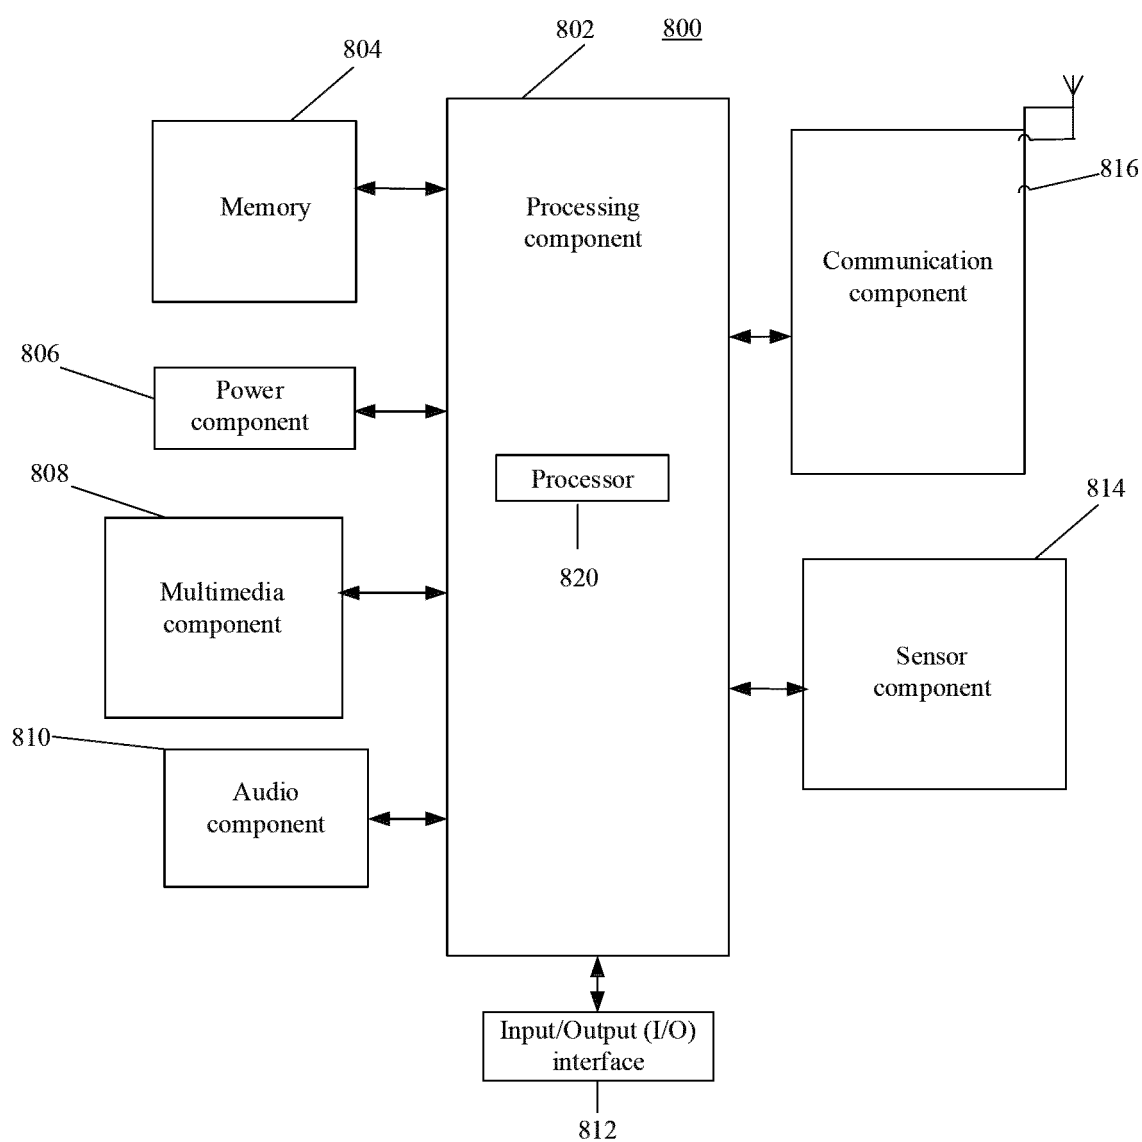 800
802
804
Memory
Processing
component
816
Communication
component
806
Power
component
808
Processor
820
814
Multimedia
component
Sensor
component
810
Audio
component
Input/Output (I/O)
interface
812